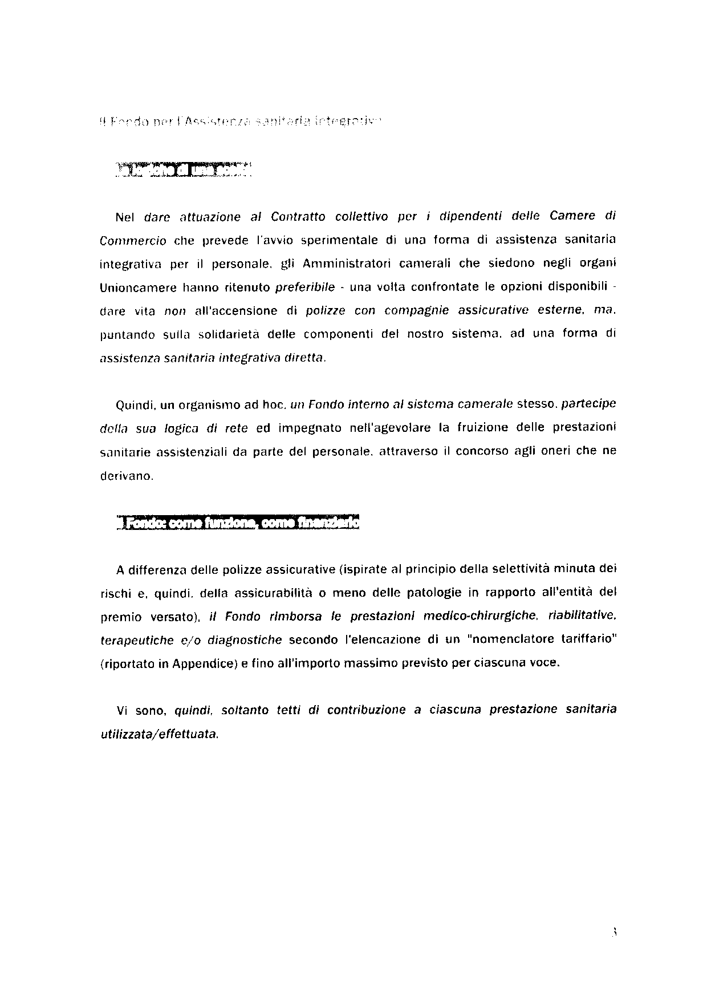 Il Fondo per l'Assistenza sanitaria integrativa
di una
Nel dare attuazione al Contratto collettivo per i dipendenti delle Camere di
Commercio che prevede l'avvio sperimentale di una forma di assistenza sanitaria
integrativa per il personale, gli Amministratori camerali che siedono negli organi
Unioncamere hanno ritenuto preferibile - una volta confrontate le opzioni disponibili -
dare vita non all'accensione di polizze con compagnie assicurative esterne, ma,
puntando sulla solidarietà delle componenti del nostro sistema, ad una forma di
assistenza sanitaria integrativa diretta.
Quindi, un organismo ad hoc, un Fondo interno al sistema camerale stesso, partecipe
della sua logica di rete ed impegnato nell'agevolare la fruizione delle prestazioni
sanitarie assistenziali da parte del personale, attraverso il concorso agli oneri che ne
derivano.
Il Fondo: come funziona, come finanziarlo
A differenza delle polizze assicurative (ispirate al principio della selettività minuta dei
rischi e, quindi, della assicurabilità o meno delle patologie in rapporto all'entità del
premio versato), il Fondo rimborsa le prestazioni medico-chirurgiche, riabilitative,
terapeutiche e/o diagnostiche secondo l'elencazione di un "nomenclatore tariffario"
(riportato in Appendice) e fino all'importo massimo previsto per ciascuna voce.
Vi sono, quindi, soltanto tetti di contribuzione a ciascuna prestazione sanitaria
utilizzata/effettuata.
3